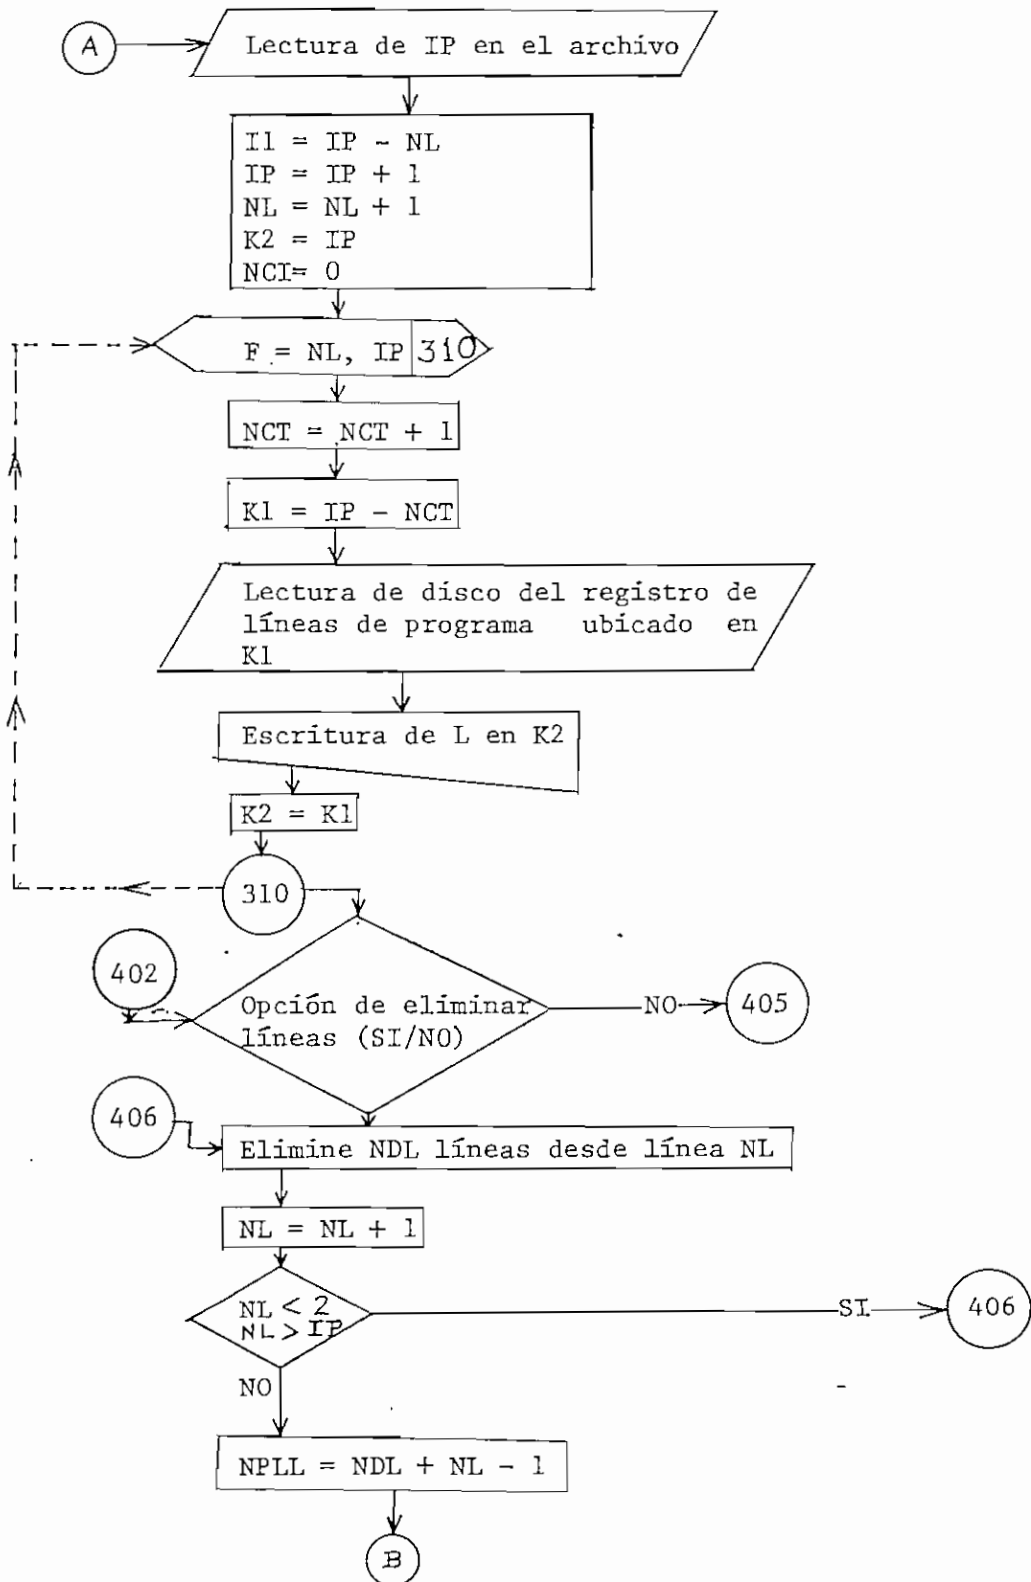 A
Lectura de IP en el archivo
I1 = IP - NL
IP = IP + 1
NL = NL + 1
K2 = IP
NCI= 0
F = NL, IP 310
NCT = NCT + 1
K1 = IP - NCT
Lectura de disco del registro de
líneas de programa ubicado en
K1
Escritura de L en K2
K2 = K1
310
402
Opción de eliminar
líneas (SI/NO)
NO
405
406
Elimine NDL líneas desde línea NL
NL = NL + 1
NL < 2
NL > IP
SI
406
NO
NPLL = NDL + NL - 1
B